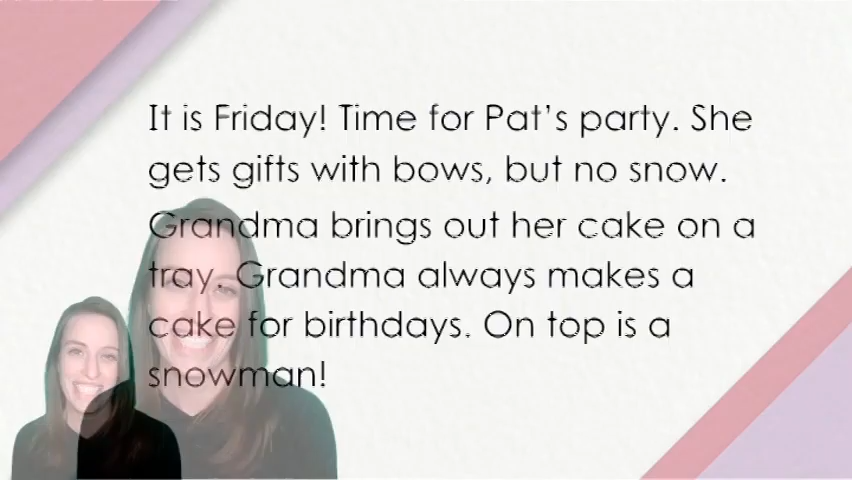 It is Friday! Time for Pat’s party. She
gets gifts with bows, but no snow.
Grandma brings out her cake on a
tray. Grandma always makes a
cake for birthdays. On top is a
snowman!